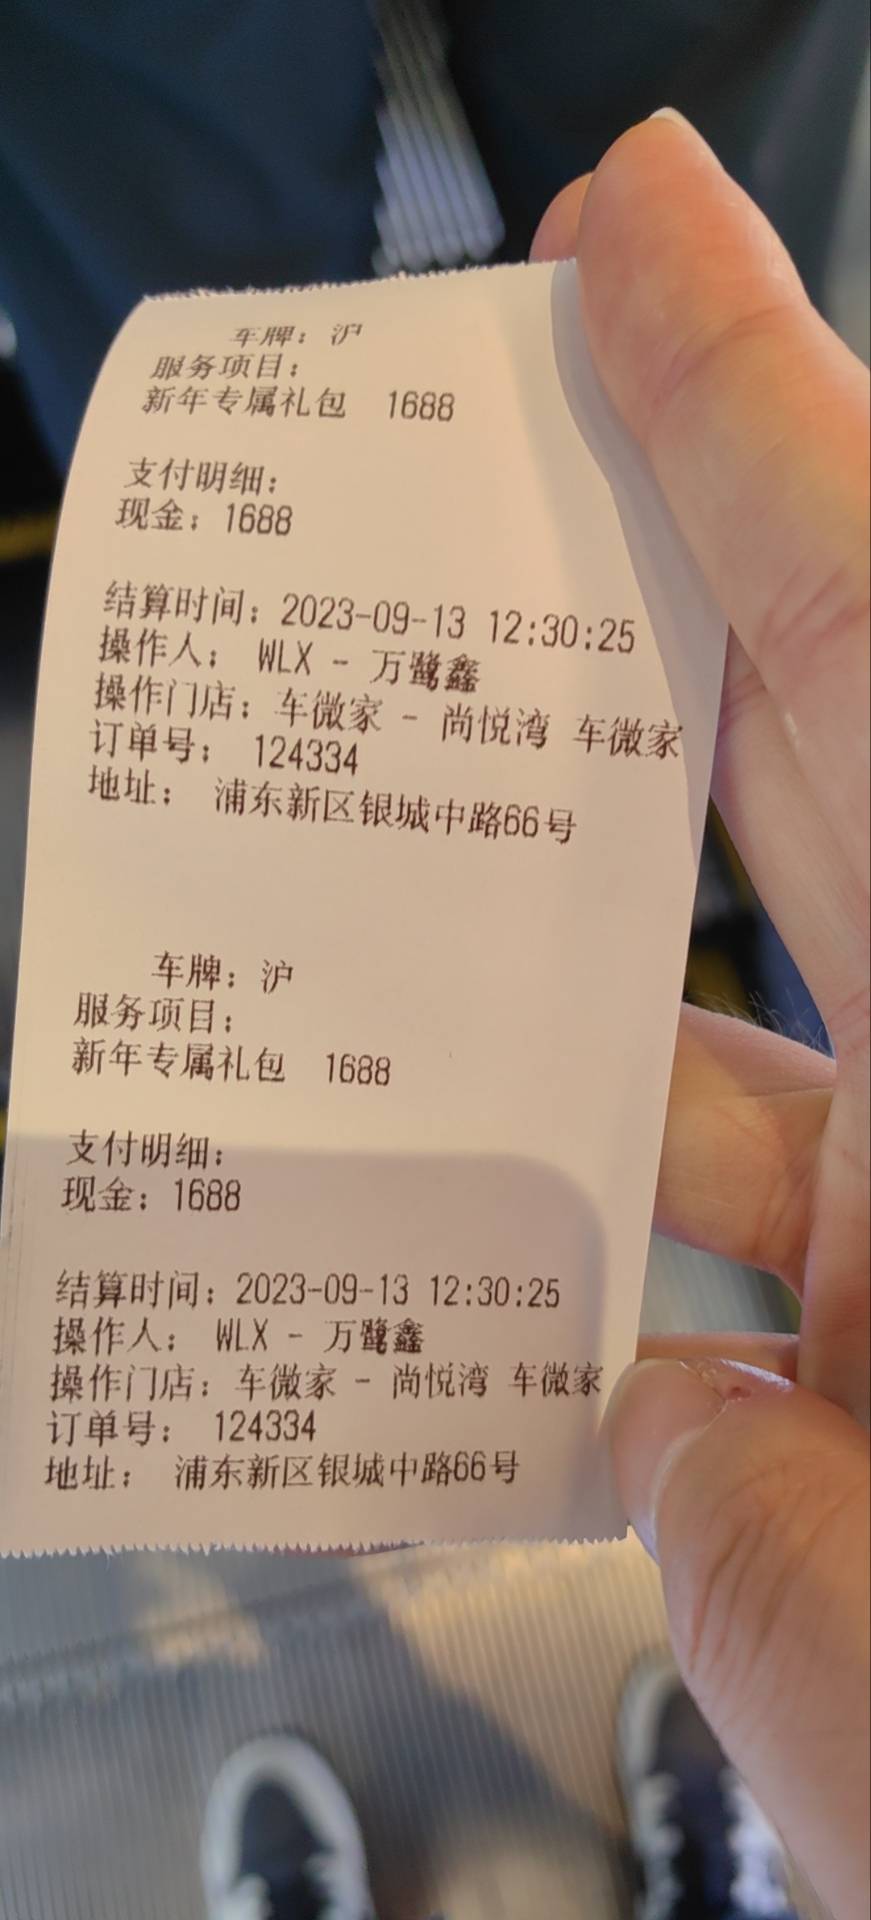 车牌：沪
服务项目：
新年专属礼包 1688
支付明细：
现金：1688
结算时间：2023-09-13 12:30:25
操作人： WLX - 万鹭鑫
操作门店：车微家 - 尚悦湾 车微家
订单号： 124334
地址： 浦东新区银城中路66号
车牌：沪
服务项目：
新年专属礼包 1688
支付明细：
现金：1688
结算时间：2023-09-13 12:30:25
操作人： WLX - 万鹭鑫
操作门店：车微家 - 尚悦湾 车微家
订单号： 124334
地址： 浦东新区银城中路66号